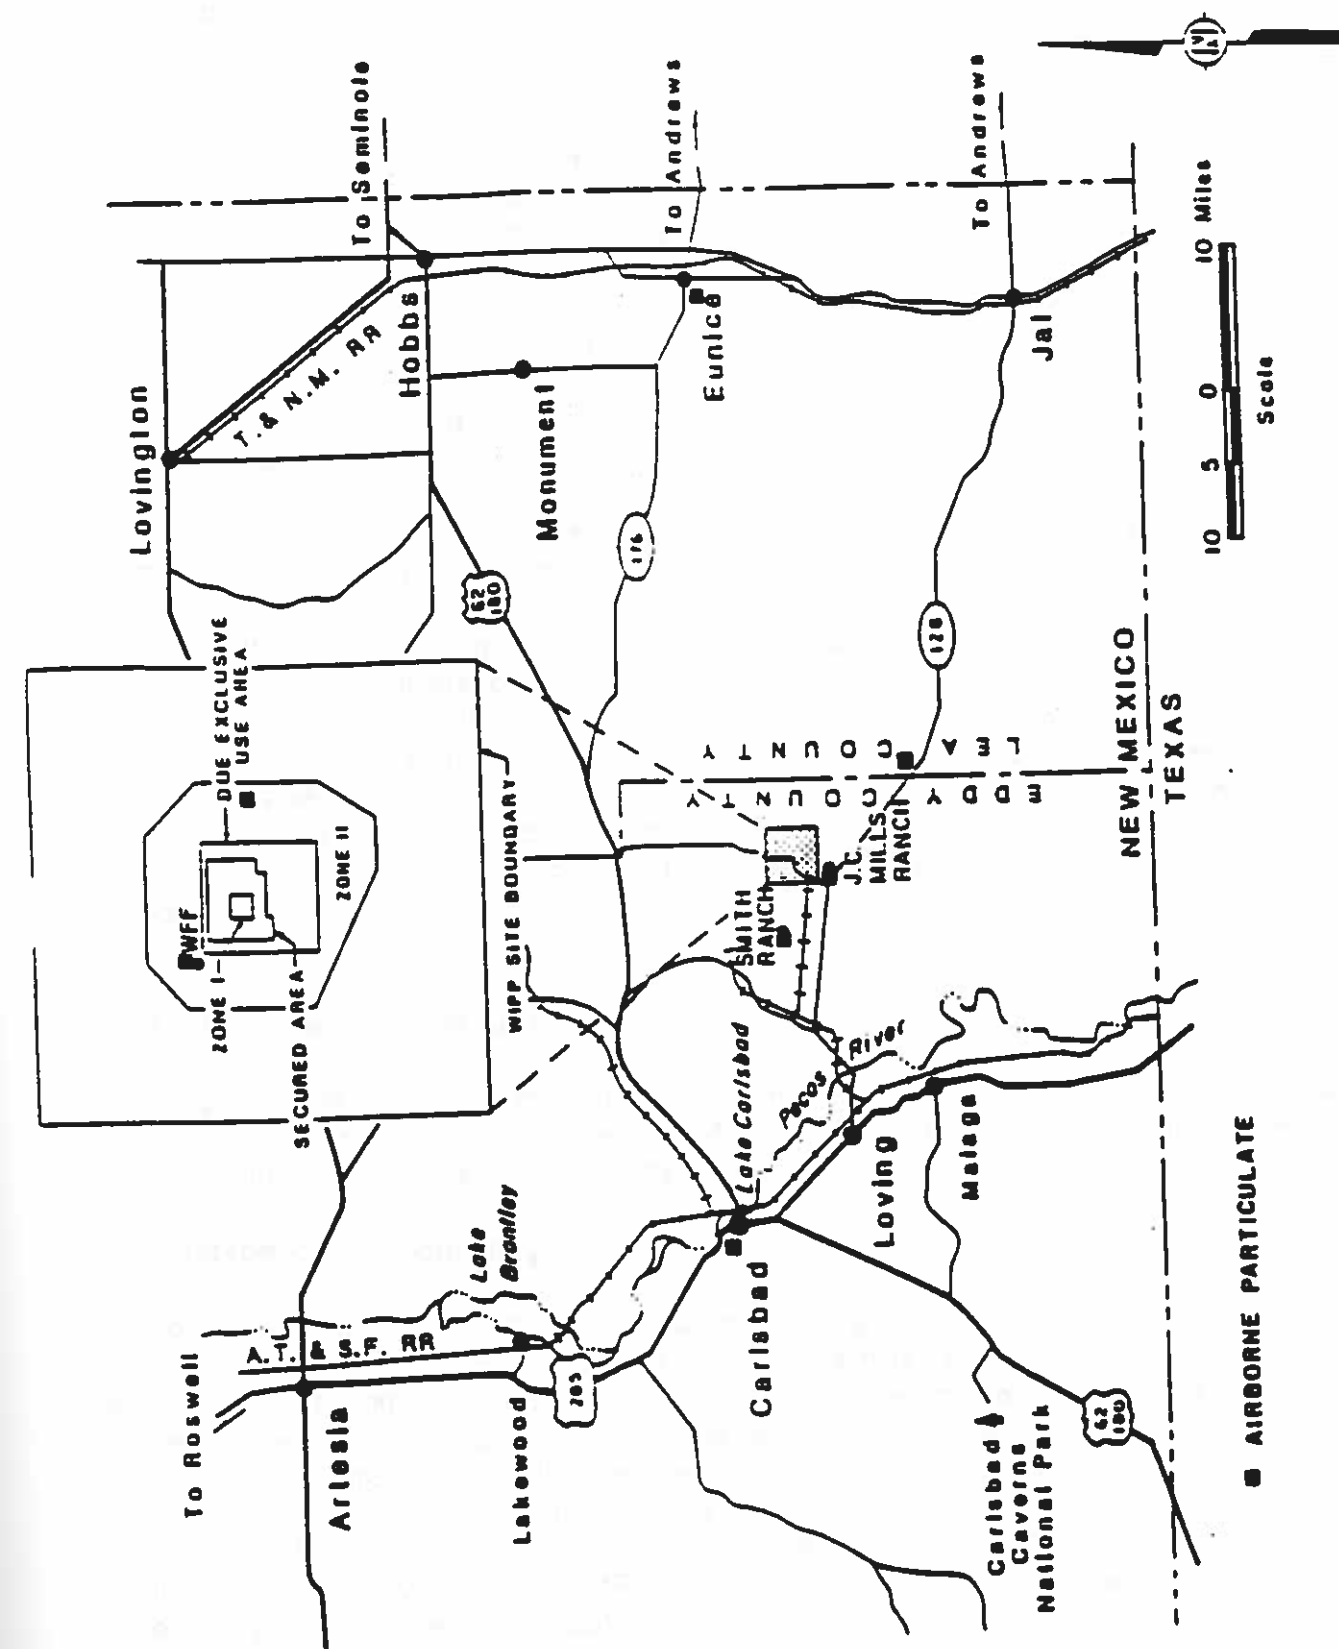 Lovington
To Roswell
WFF
ZONE I
DUE EXCLUSIVE
USE AREA
A.T. & S.F. RR
T. & N.M. RR
SECURED AREA
Artesia
ZONE II
To Seminole
Hobbs
Lake
Brantley
62
180
WIPP SITE BOUNDARY
Lakewood
Monument
285
176
To Andrews
Eunice
LEA COUNTY
EDDY COUNTY
SMITH
RANCH
Lake Carlsbad
Carlsbad
Pecos River
J.C.
MILLS
RANCH
Loving
128
Malaga
To Andrews
Jal
Carlsbad
Caverns
National Park
62
180
NEW MEXICO
TEXAS
10 5 0 10 Miles
Scale
AIRBORNE PARTICULATE